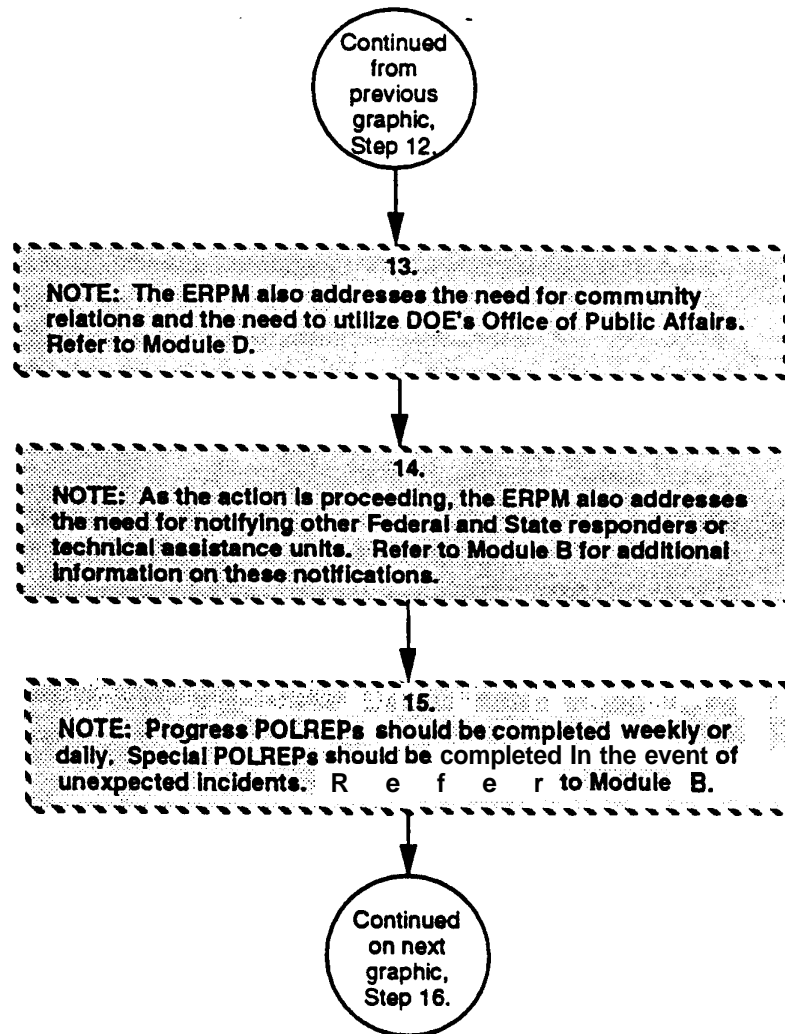 Continued
from
previous
graphic,
Step 12.
13.
NOTE: The ERPM also addresses the need for community
relations and the need to utilize DOE's Office of Public Affairs.
Refer to Module D.
14.
NOTE: As the action is proceeding, the ERPM also addresses
the need for notifying other Federal and State responders or
technical assistance units. Refer to Module B for additional
information on these notifications.
15.
NOTE: Progress POLREPs should be completed weekly or
daily, Special POLREPs should be completed In the event of
unexpected incidents. R e f e r to Module B.
Continued
on next
graphic,
Step 16.